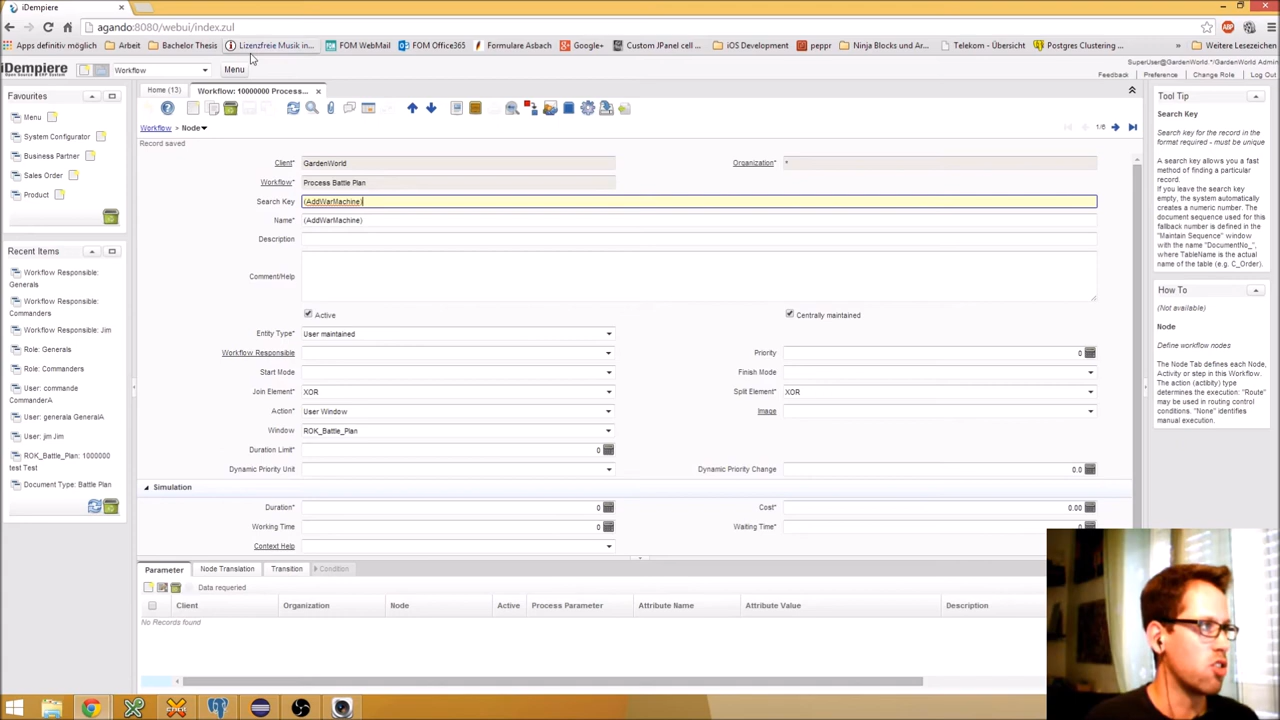 iDempiere
agando:8080/webui/index.zul
Apps definitiv möglich Arbeit Bachelor Thesis Lizenzfreie Musik in... FOM WebMail FOM Office365 Formulare Asbach Google+ Custom JPanel cell ... iOS Development peppr Ninja Blocks und Ar... Telekom - Übersicht Postgres Clustering ... » Weitere Lesezeichen
iDempiere Workflow Menu
SuperUser@GardenWorld.*/GardenWorld Admin
Feedback Preference Change Role Log Out
Home (13) Workflow: 10000000 Process...
Workflow > Node
1/6
Record saved
Favourites
Menu
System Configurator
Business Partner
Sales Order
Product
Recent Items
Workflow Responsible: Generals
Workflow Responsible: Commanders
Workflow Responsible: Jim
Role: Generals
Role: Commanders
User: commande CommanderA
User: generala GeneralA
User: jim Jim
ROK_Battle_Plan: 1000000 test Test
Document Type: Battle Plan
Client* GardenWorld Organization* *
Workflow* Process Battle Plan
Search Key (AddWarMachine)
Name* (AddWarMachine)
Description
Comment/Help
Active Centrally maintained
Entity Type* User maintained
Workflow Responsible Priority 0
Start Mode Finish Mode
Join Element* XOR Split Element* XOR
Action* User Window Image
Window ROK_Battle_Plan
Duration Limit* 0
Dynamic Priority Unit Dynamic Priority Change 0.0
Simulation
Duration* 0 Cost* 0.00
Working Time 0 Waiting Time*
Context Help
Parameter Node Translation Transition Condition
Data requeried
Client Organization Node Active Process Parameter Attribute Name Attribute Value Description
No Records found
Tool Tip
Search Key
Search key for the record in the
format required - must be unique
A search key allows you a fast
method of finding a particular
record.
If you leave the search key
empty, the system automatically
creates a numeric number. The
document sequence used for this
fallback number is defined in the
"Maintain Sequence" window
with the name "DocumentNo_",
where TableName is the actual
name of the table (e.g. C_Order).
How To
(Not available)
Node
Define workflow nodes
The Node Tab defines each Node,
Activity or step in this Workflow.
The action (actibity) type
determines the execution: "Route"
may be used in routing control
conditions. "None" identifies
manual execution.